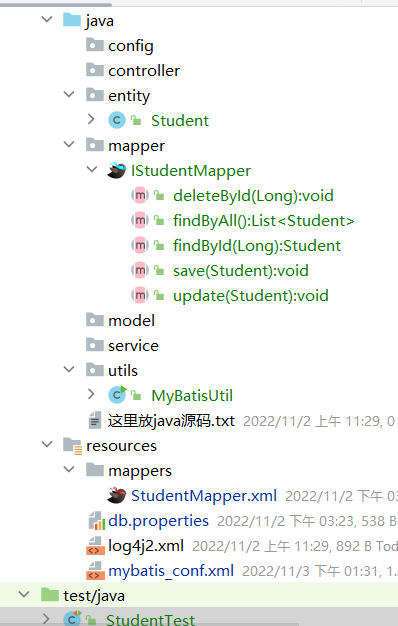 java
config
controller
entity
Student
mapper
IStudentMapper
deleteById(Long):void
findByAll():List<Student>
findById(Long):Student
save(Student):void
update(Student):void
model
service
utils
MyBatisUtil
这里放java源码.txt 2022/11/2 上午 11:29, 0
resources
mappers
StudentMapper.xml 2022/11/2 下午 03
db.properties 2022/11/2 下午 03:23, 538 B
log4j2.xml 2022/11/2 上午 11:29, 892 B Tod
mybatis_conf.xml 2022/11/3 下午 01:31, 1.
test/java
StudentTest